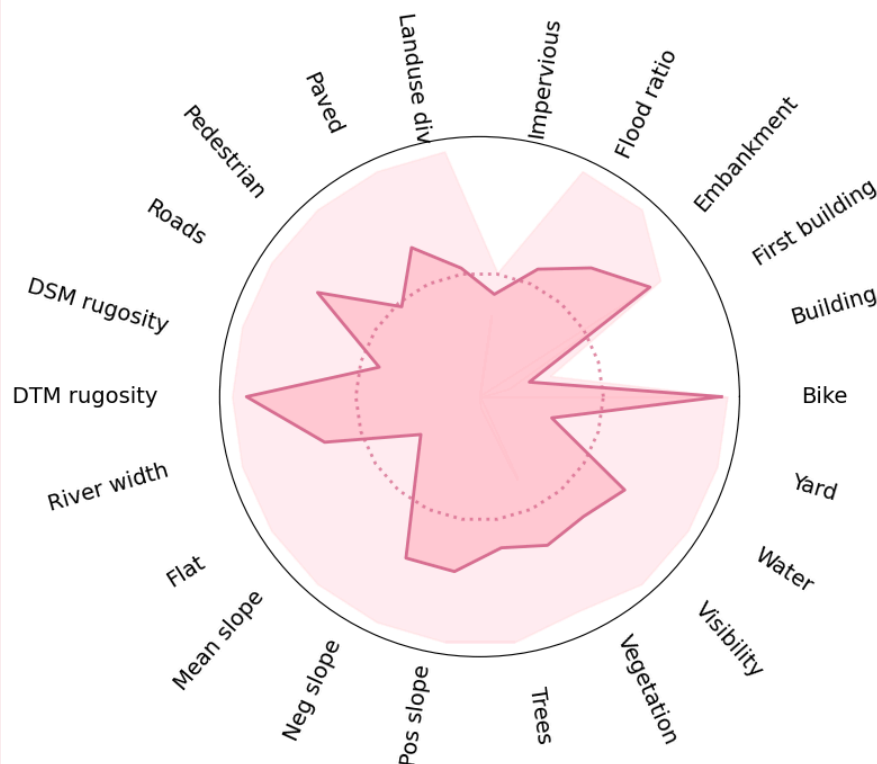 Landuse div
Impervious
Flood ratio
Embankment
First building
Building
Bike
Yard
Water
Visibility
Vegetation
Trees
Pos slope
Neg slope
Mean slope
Flat
River width
DTM rugosity
DSM rugosity
Roads
Pedestrian
Paved